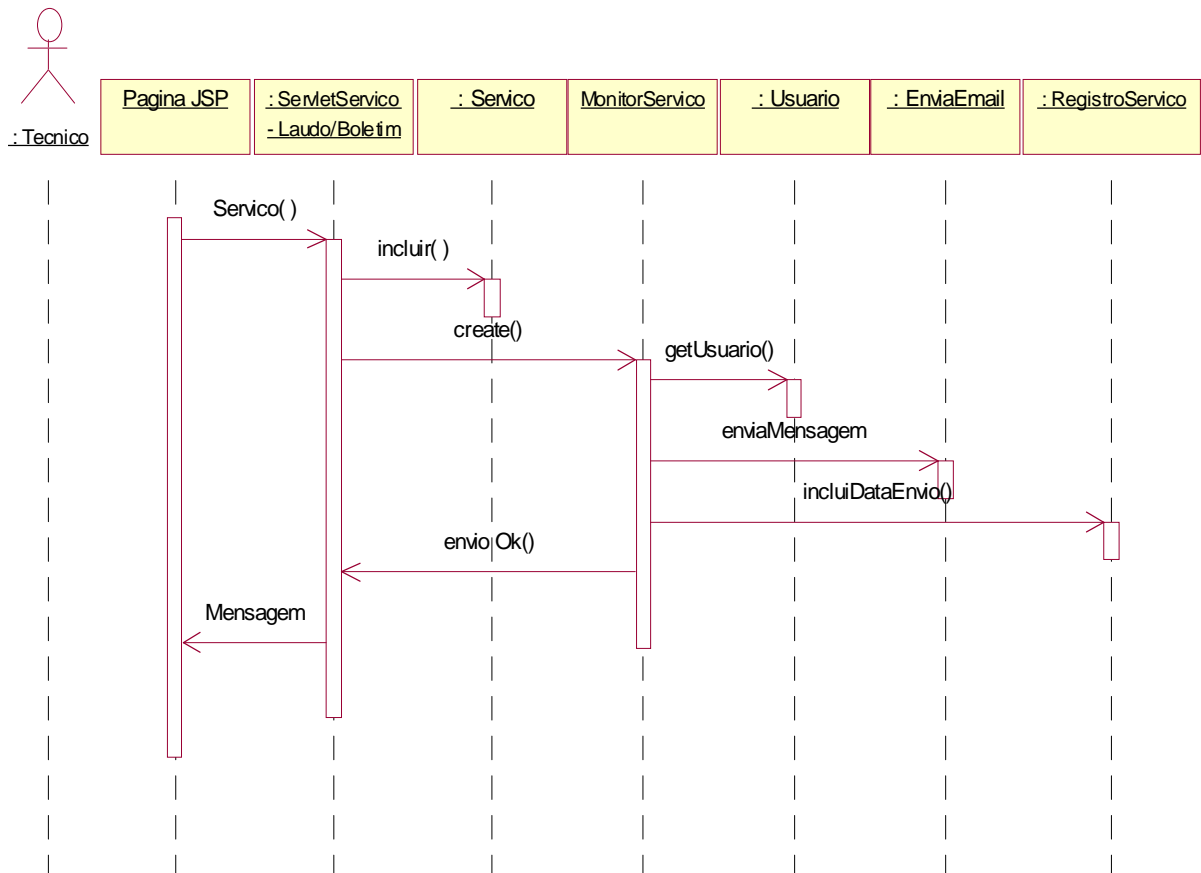 : Tecnico
Pagina JSP
: ServletServico
- Laudo/Boletim
: Servico
MonitorServico
: Usuario
: EnviaEmail
: RegistroServico
Servico( )
incluir( )
create()
getUsuario()
enviaMensagem
incluiDataEnvio()
envio Ok()
Mensagem